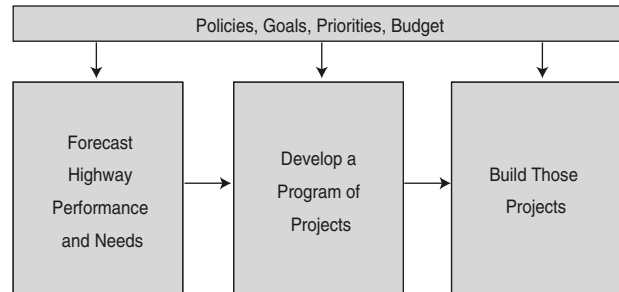 Policies, Goals, Priorities, Budget
Forecast
Highway
Performance
and Needs
Develop a
Program of
Projects
Build Those
Projects